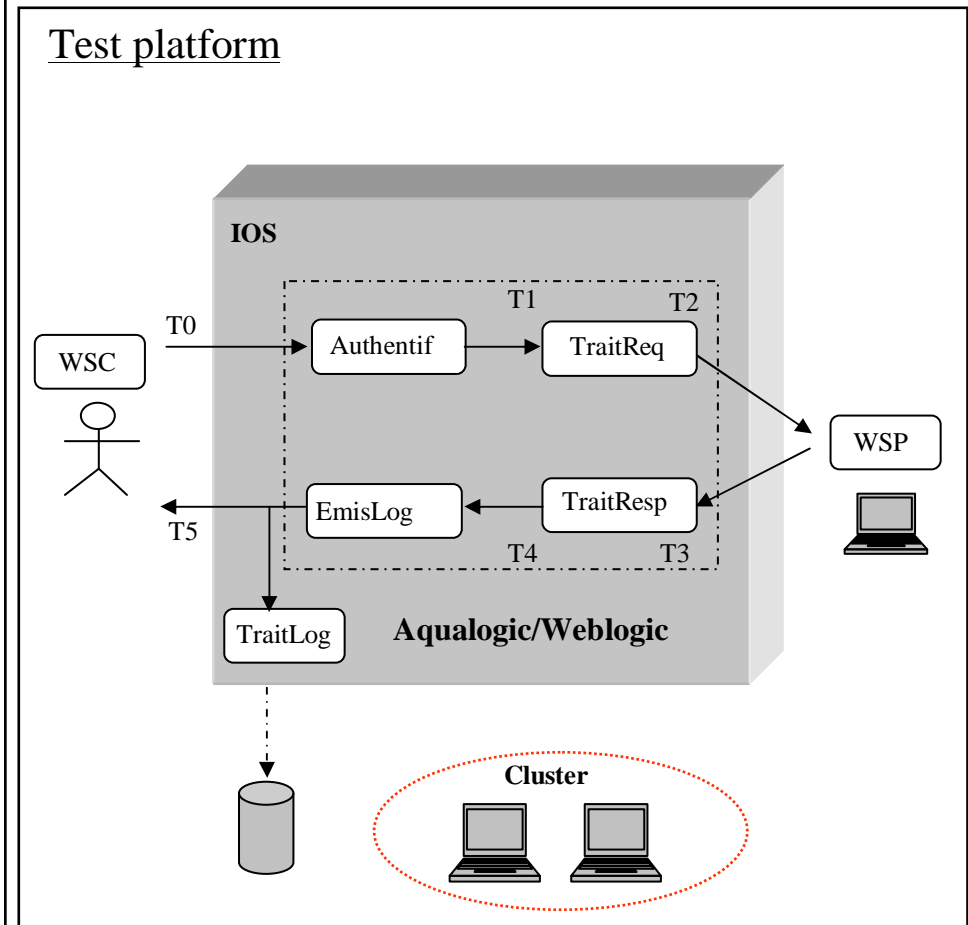 Test platform
IOS
T1
T2
T0
Authentif
TraitReq
WSC
WSP
EmisLog
TraitResp
T5
T4
T3
TraitLog
Aqualogic/Weblogic
Cluster